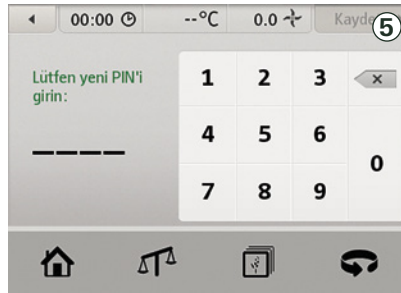 00:00 --°C 0.0 Kayde 5
Lütfen yeni PIN'i
girin:
1 2 3 x
4 5 6
0
7 8 9